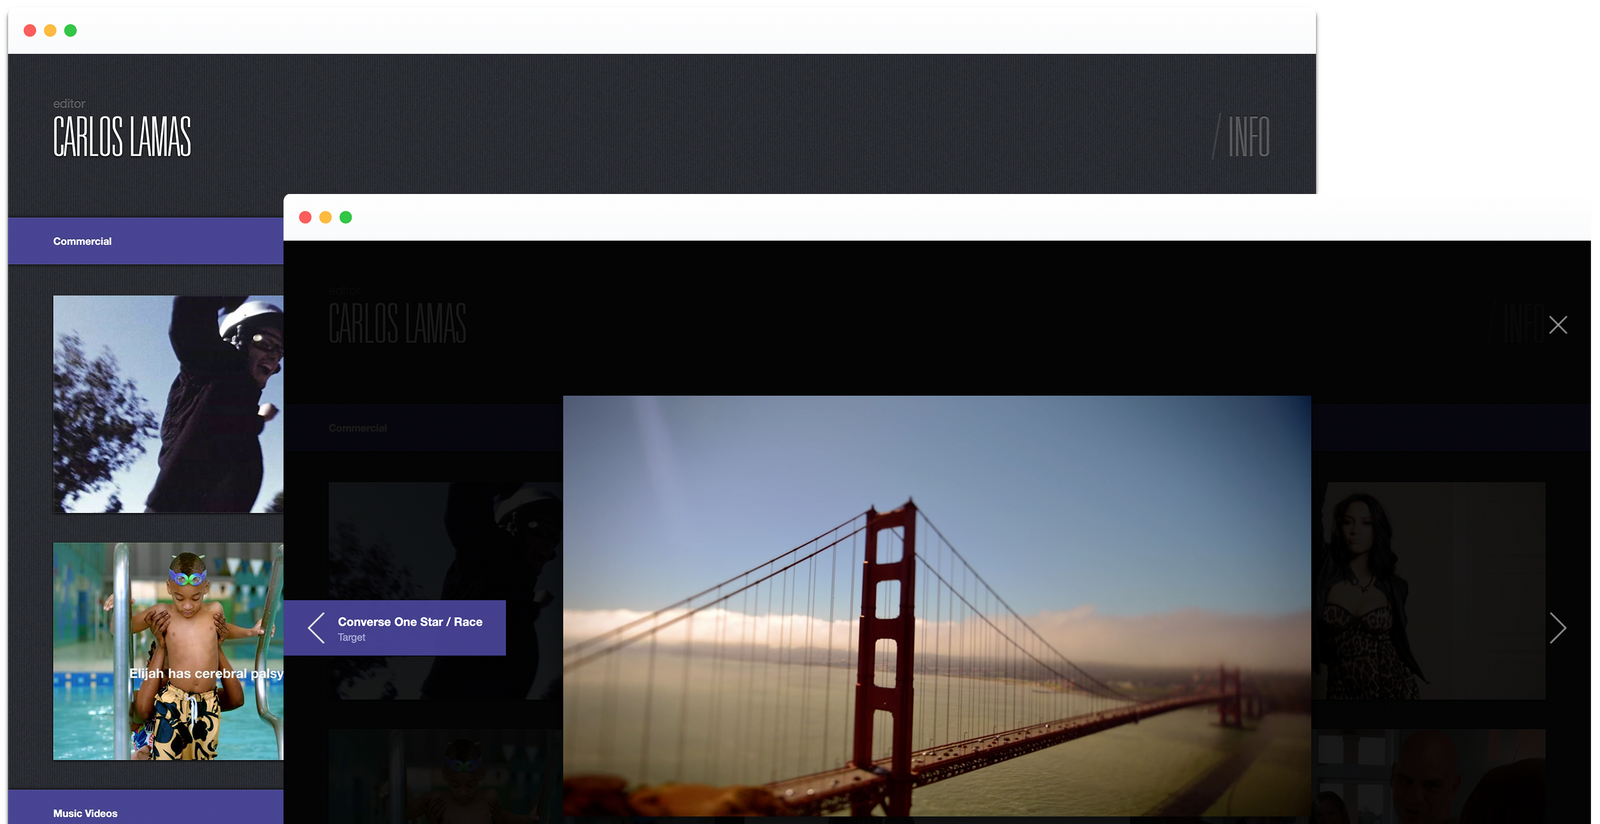 editor
CARLOS LAMAS
/ INFO
Commercial
Elijah has cerebral palsy
Music Videos
editor
CARLOS LAMAS
/ INFO
Commercial
Converse One Star / Race
Target